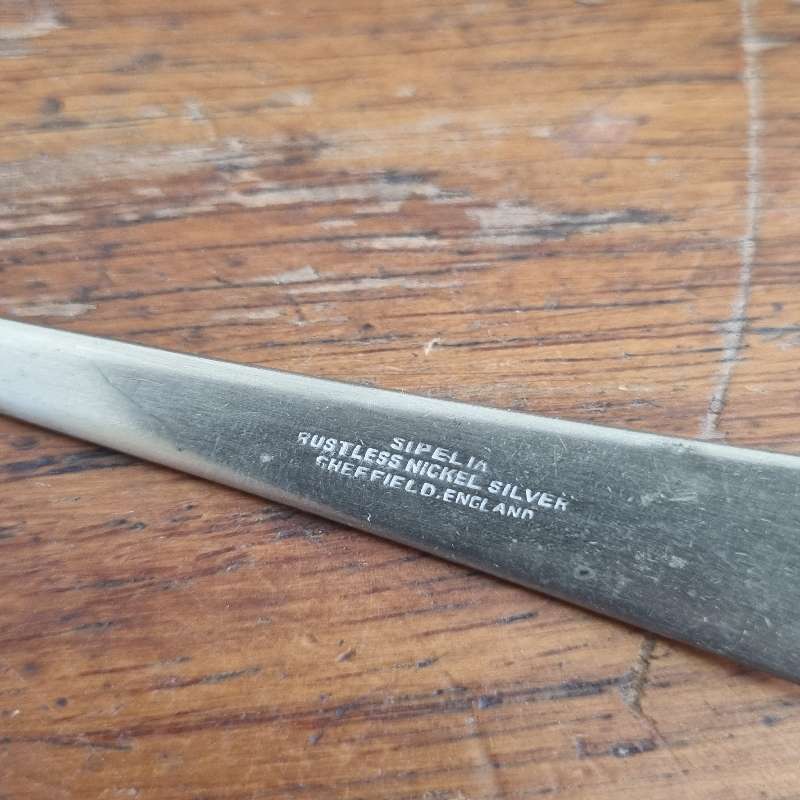 SIPELIA
RUSTLESS NICKEL SILVER
SHEFFIELD.ENGLAND